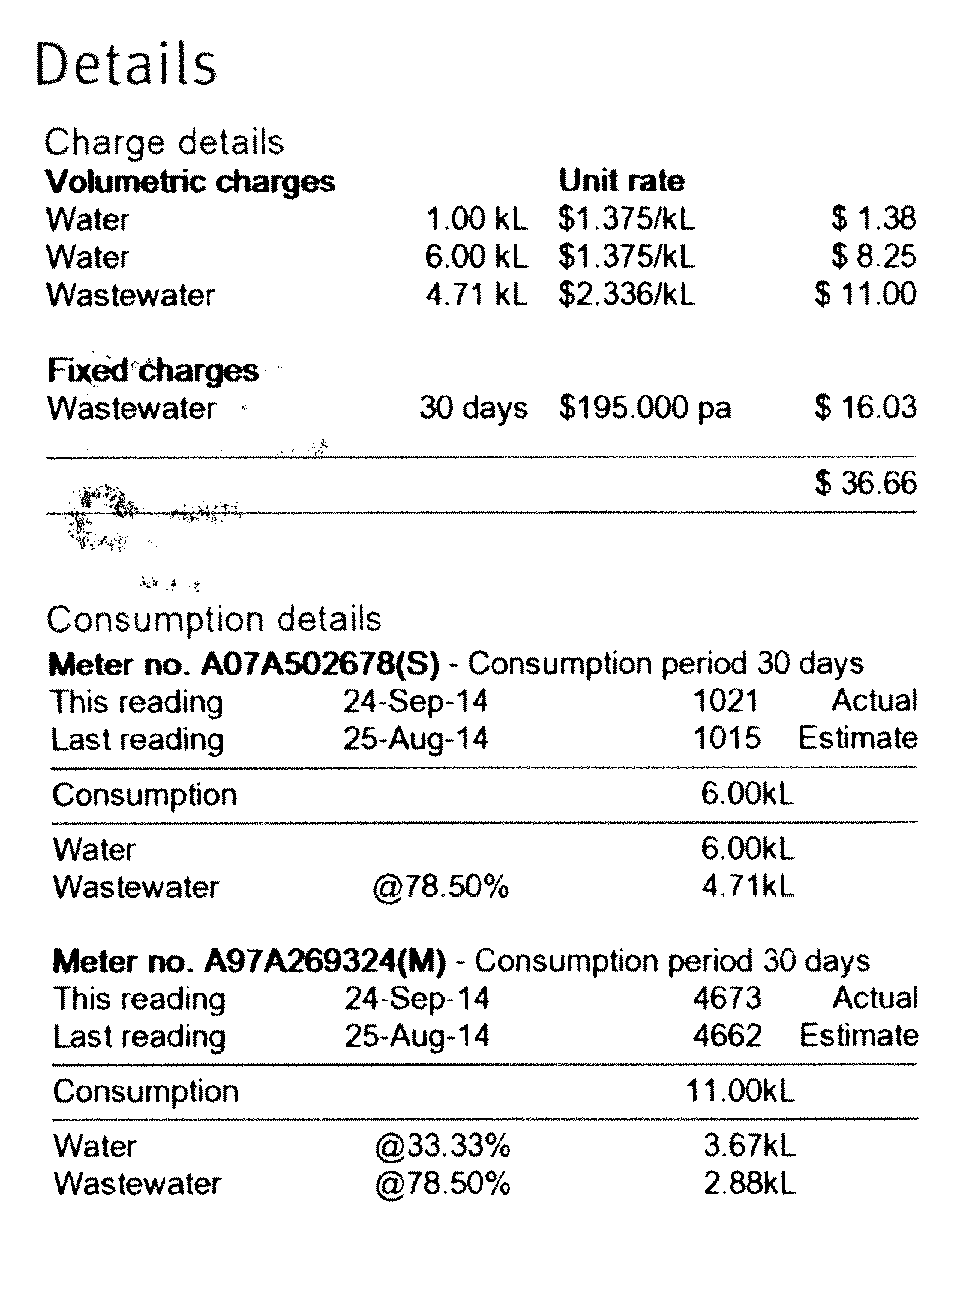 Details
Charge details
Volumetric charges Unit rate
Water 1.00 kL $1.375/kL $ 1.38
Water 6.00 kL $1.375/kL $ 8.25
Wastewater 4.71 kL $2.336/kL $ 11.00
Fixed charges
Wastewater 30 days $195.000 pa $ 16.03
$ 36.66
Consumption details
Meter no. A07A502678(S) - Consumption period 30 days
This reading 24-Sep-14 1021 Actual
Last reading 25-Aug-14 1015 Estimate
Consumption 6.00kL
Water 6.00kL
Wastewater @78.50% 4.71kL
Meter no. A97A269324(M) - Consumption period 30 days
This reading 24-Sep-14 4673 Actual
Last reading 25-Aug-14 4662 Estimate
Consumption 11.00kL
Water @33.33% 3.67kL
Wastewater @78.50% 2.88kL